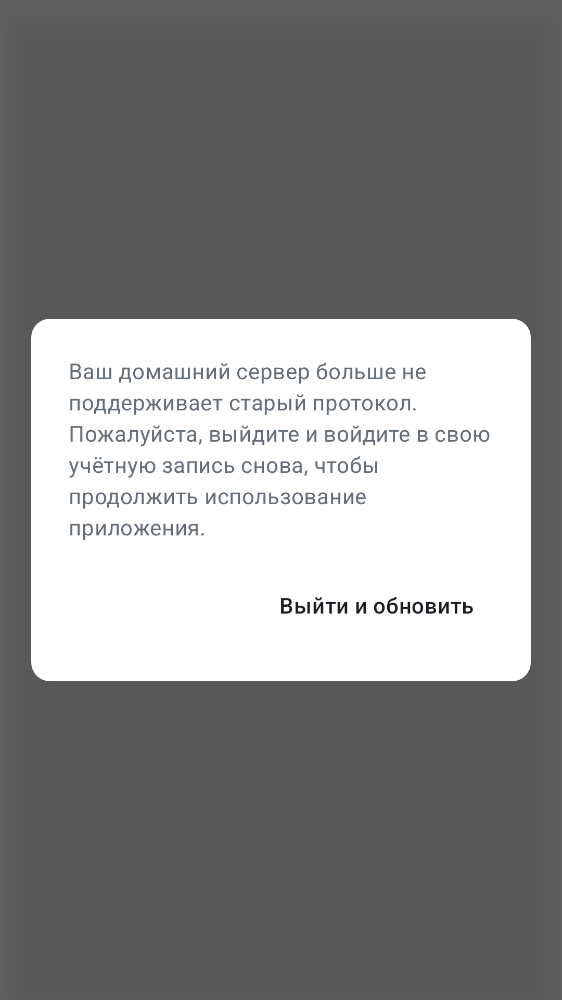 Ваш домашний сервер больше не
поддерживает старый протокол.
Пожалуйста, выйдите и войдите в свою
учётную запись снова, чтобы
продолжить использование
приложения.
Выйти и обновить